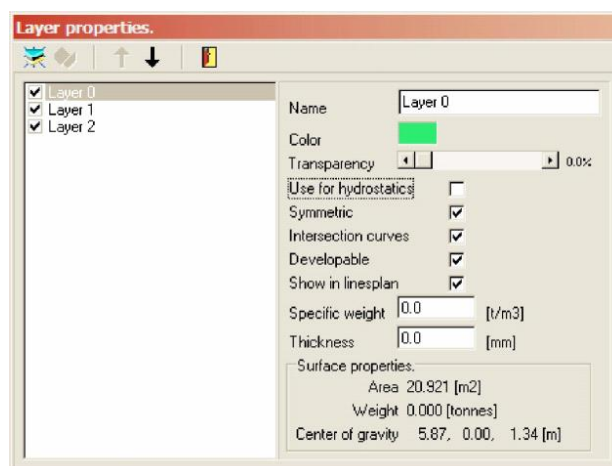 Layer properties.
Layer 0
Layer 1
Layer 2
Name Layer 0
Color
Transparency 0.0%
Use for hydrostatics
Symmetric
Intersection curves
Developable
Show in linesplan
Specific weight 0.0 [t/m3]
Thickness 0.0 [mm]
Surface properties.
Area 20.921 [m2]
Weight 0.000 [tonnes]
Center of gravity 5.87, 0.00, 1.34 [m]